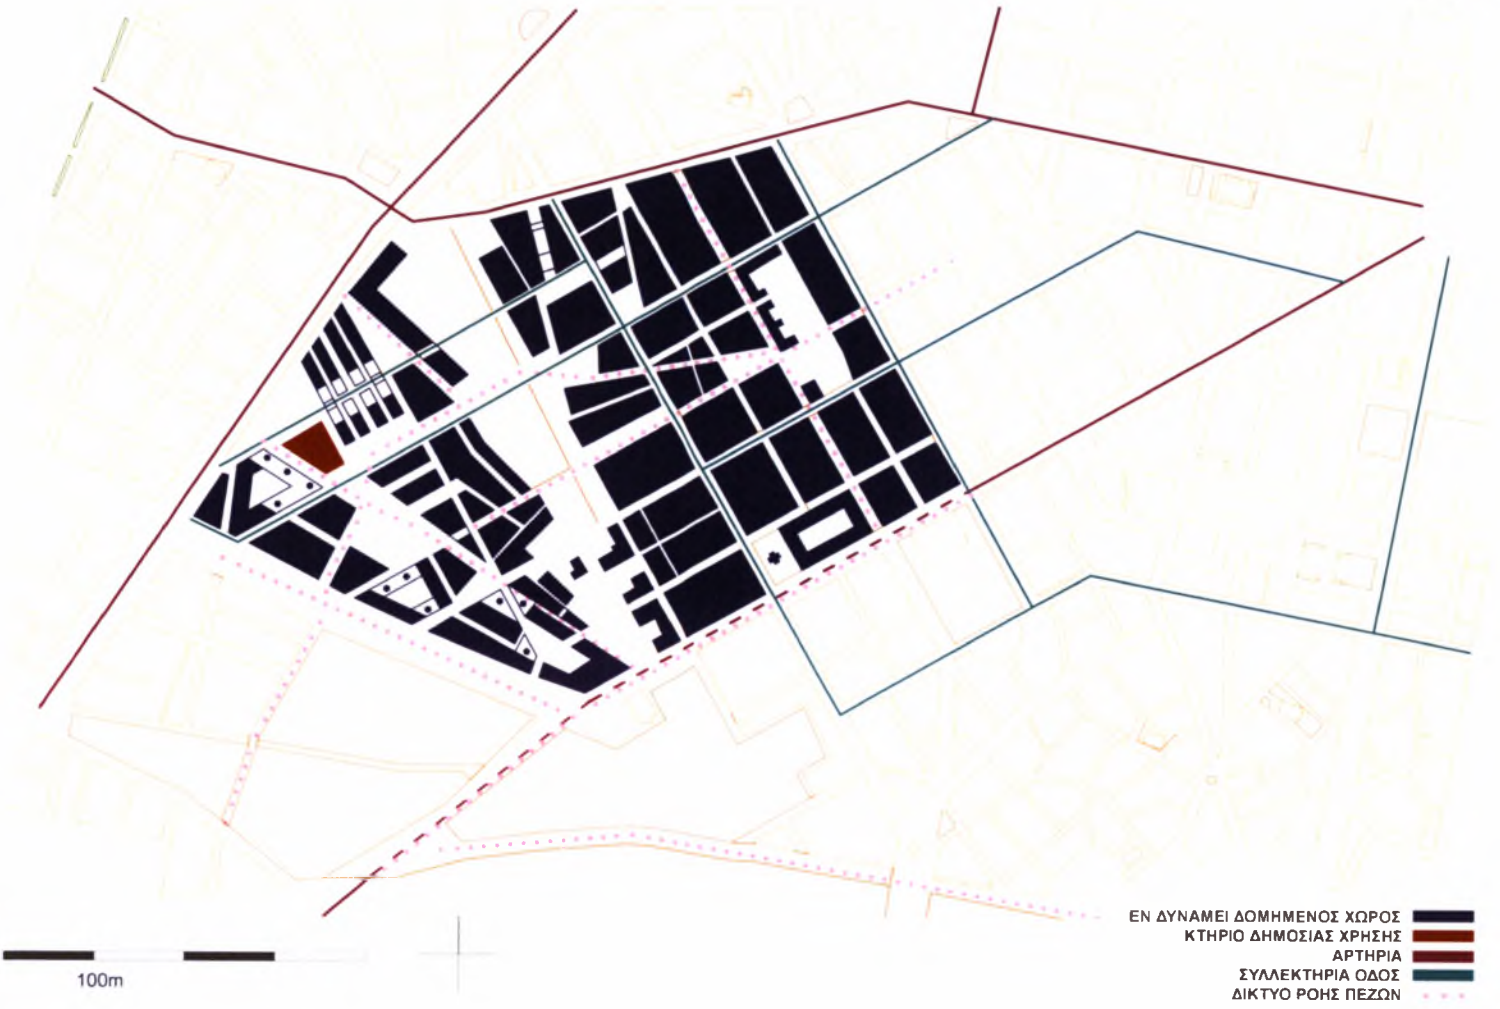 ΕΝ ΔΥΝΑΜΕΙ ΔΟΜΗΜΕΝΟΣ ΧΩΡΟΣ
ΚΤΗΡΙΟ ΔΗΜΟΣΙΑΣ ΧΡΗΣΗΣ
ΑΡΤΗΡΙΑ
ΣΥΛΛΕΚΤΗΡΙΑ ΟΔΟΣ
ΔΙΚΤΥΟ ΡΟΗΣ ΠΕΖΩΝ
100m